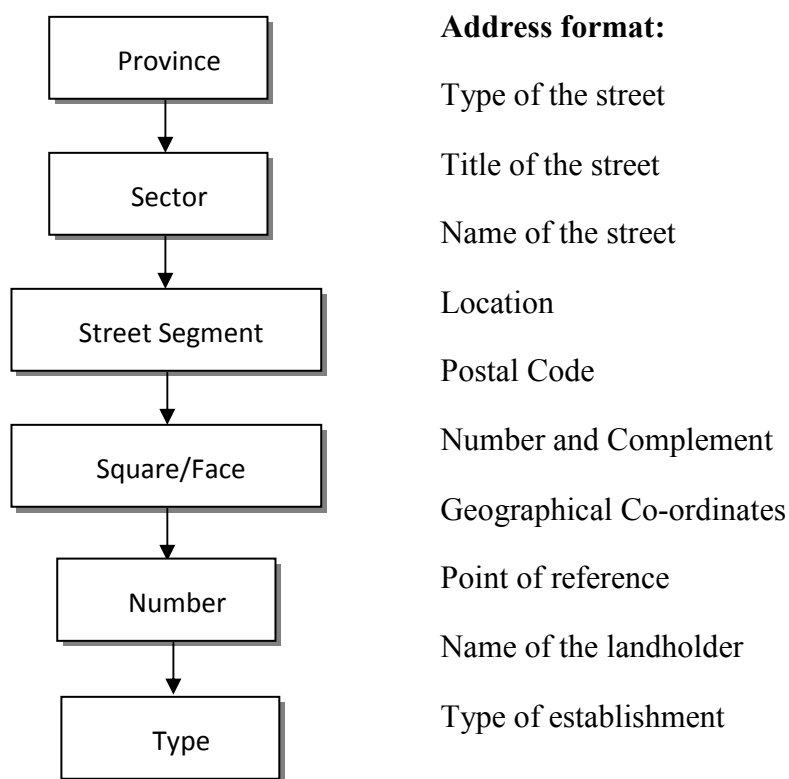 Province
Sector
Street Segment
Square/Face
Number
Type
Address format:
Type of the street
Title of the street
Name of the street
Location
Postal Code
Number and Complement
Geographical Co-ordinates
Point of reference
Name of the landholder
Type of establishment